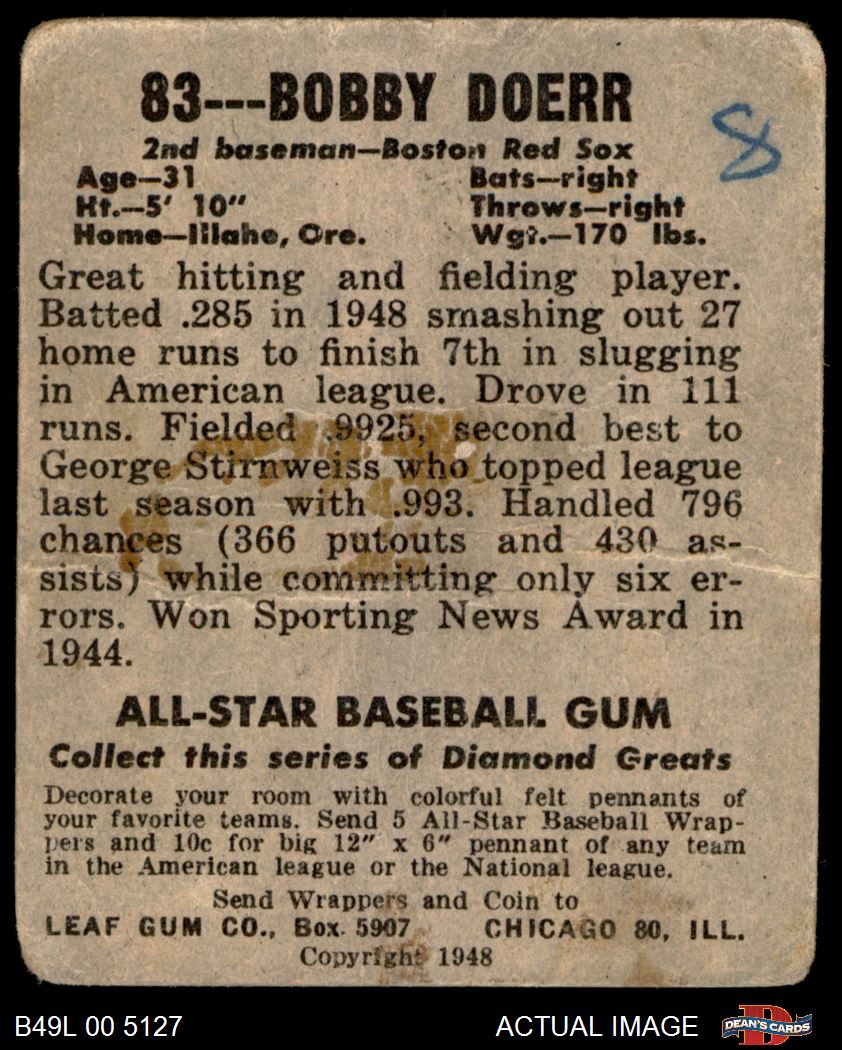 83---BOBBY DOERR
8
2nd baseman—Boston Red Sox
Age—31 Bats—right
Ht.—5' 10" Throws—right
Home—Illahe, Ore. Wgt.—170 lbs.
Great hitting and fielding player.
Batted .285 in 1948 smashing out 27
home runs to finish 7th in slugging
in American league. Drove in 111
runs. Fielded .9925, second best to
George Stirnweiss who topped league
last season with .993. Handled 796
chances (366 putouts and 430 as-
sists) while committing only six er-
rors. Won Sporting News Award in
1944.
ALL-STAR BASEBALL GUM
Collect this series of Diamond Greats
Decorate your room with colorful felt pennants of
your favorite teams. Send 5 All-Star Baseball Wrap-
pers and 10c for big 12" x 6" pennant of any team
in the American league or the National league.
Send Wrappers and Coin to
LEAF GUM CO., Box 5907 CHICAGO 80, ILL.
Copyright 1948
B49L 00 5127 ACTUAL IMAGE DEAN'S CARDS